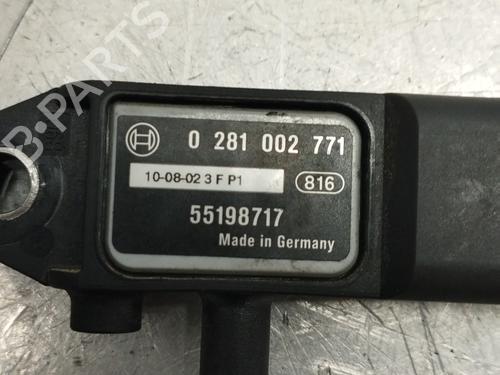 B-PARTS
0 281 002 771
10-08-02 3 F P1
816
55198717
Made in Germany